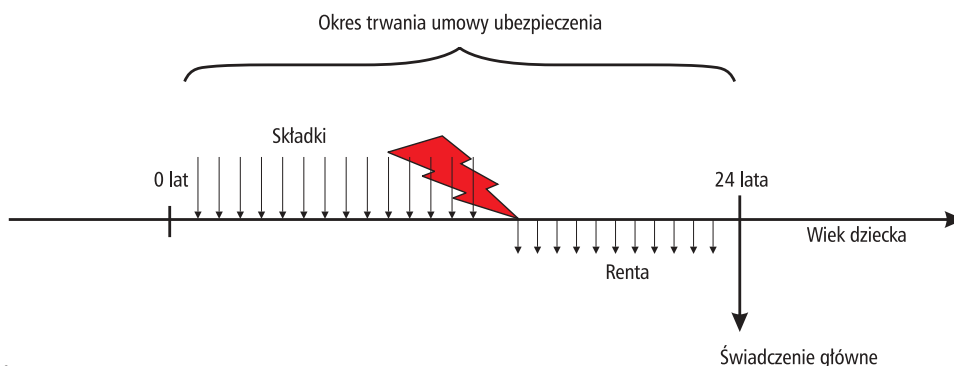 Okres trwania umowy ubezpieczenia
Składki
0 lat
24 lata
Wiek dziecka
Renta
Świadczenie główne